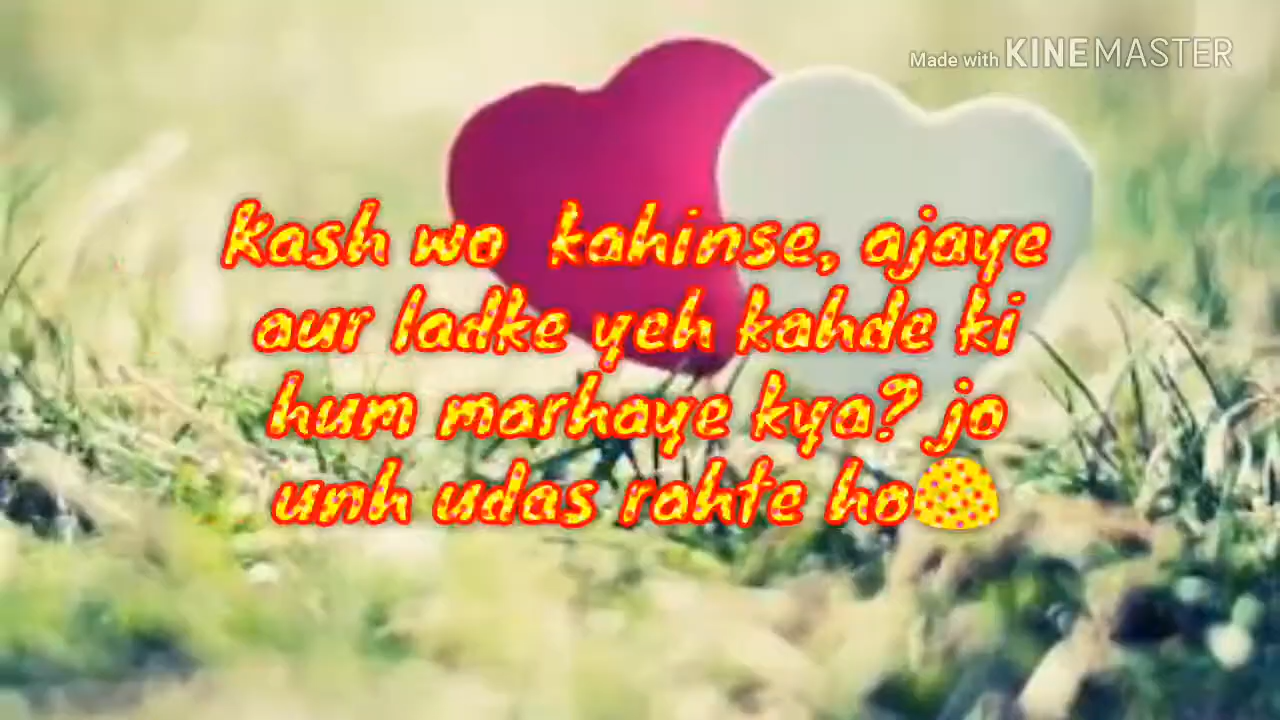 Made with KINEMASTER
Kash wo kahinse, ajaye
aur ladke yeh kahde ki
hum marhaye kya? jo
unh udas rahte ho